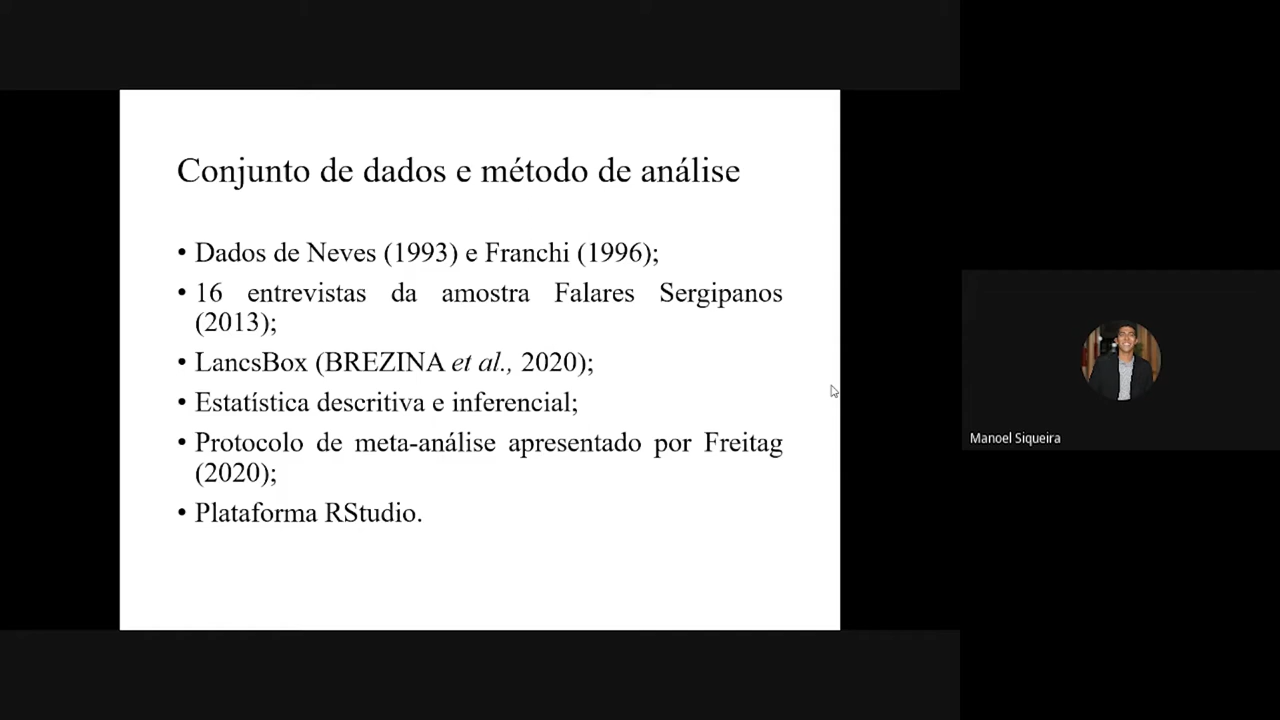 Conjunto de dados e método de análise
• Dados de Neves (1993) e Franchi (1996);
• 16 entrevistas da amostra Falares Sergipanos
(2013);
• LancsBox (BREZINA et al., 2020);
• Estatística descritiva e inferencial;
• Protocolo de meta-análise apresentado por Freitag
(2020);
• Plataforma RStudio.
Manoel Siqueira